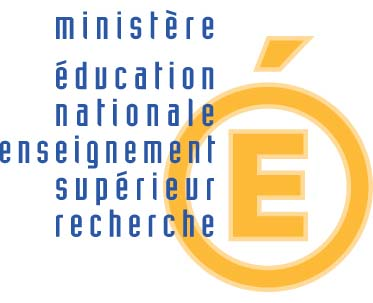 ministère
éducation
nationale
enseignement
supérieur
recherche
É